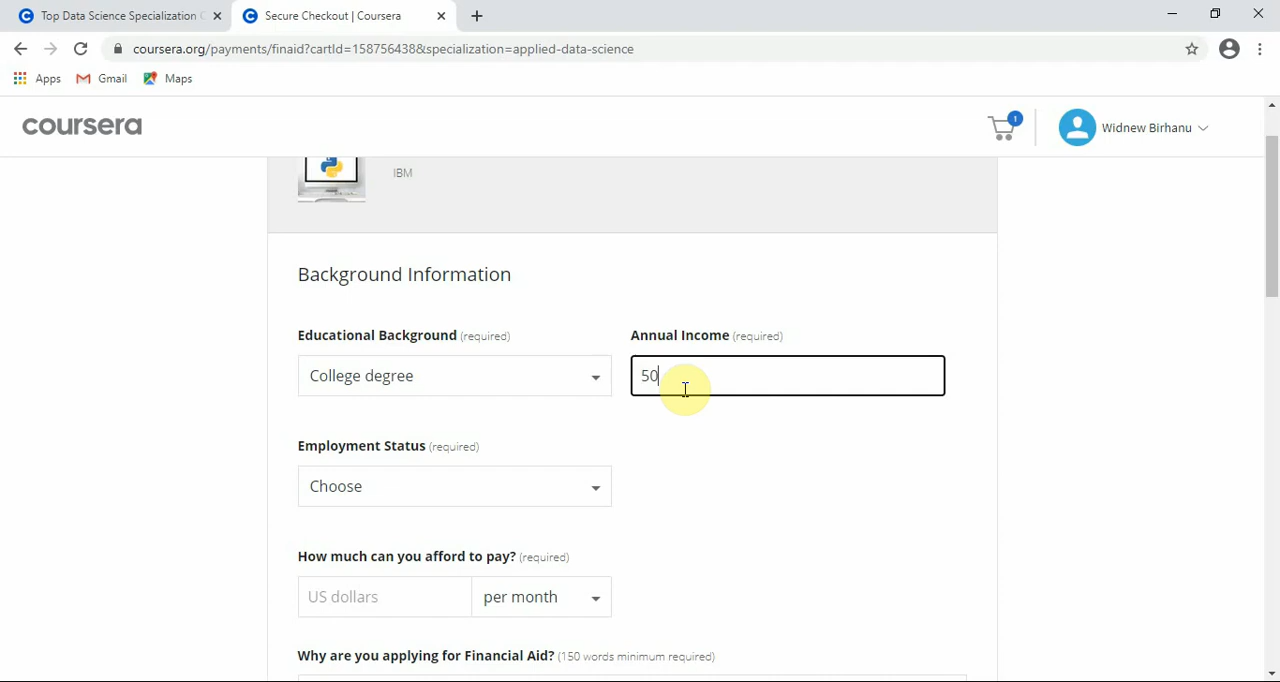 Top Data Science Specialization
Secure Checkout | Coursera
coursera.org/payments/finaid?cartId=158756438&specialization=applied-data-science
Apps Gmail Maps
coursera
1
Widnew Birhanu
IBM
Background Information
Educational Background (required)
Annual Income (required)
College degree
50
Employment Status (required)
Choose
How much can you afford to pay? (required)
US dollars
per month
Why are you applying for Financial Aid? (150 words minimum required)